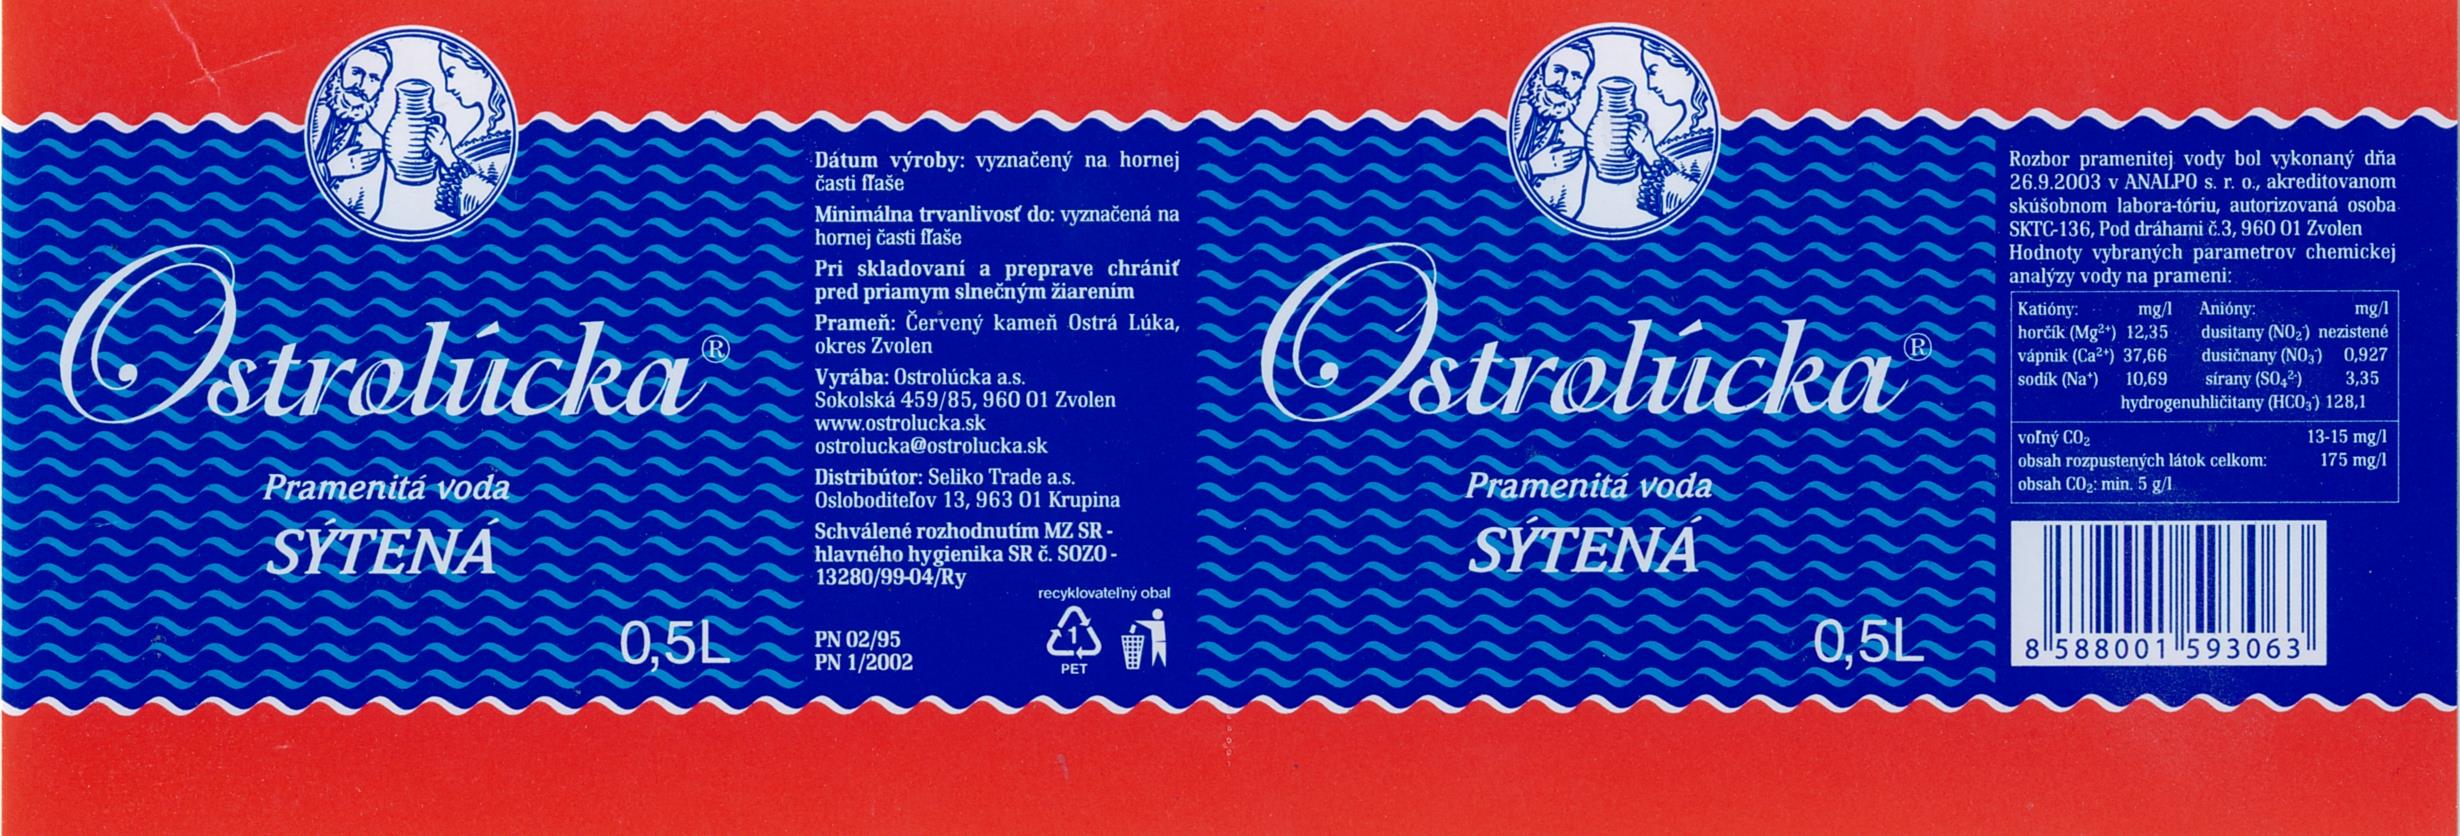 Ostrolúcka®
Pramenitá voda
SÝTENÁ
0,5L
Dátum výroby: vyznačený na hornej
časti fľaše
Minimálna trvanlivosť do: vyznačená na
hornej časti fľaše
Pri skladovaní a preprave chrániť
pred priamym slnečným žiarením
Prameň: Červený kameň Ostrá Lúka,
okres Zvolen
Vyrába: Ostrolúcka a.s.
Sokolská 459/85, 960 01 Zvolen
www.ostrolucka.sk
ostrolucka@ostrolucka.sk
Distribútor: Seliko Trade a.s.
Osloboditeľov 13, 963 01 Krupina
Schválené rozhodnutím MZ SR -
hlavného hygienika SR č. SOZO -
13280/99-04/Ry
recyklovateľný obal
PN 02/95
PN 1/2002
1
PET
Ostrolúcka®
Pramenitá voda
SÝTENÁ
0,5L
Rozbor pramenitej vody bol vykonaný dňa
26.9.2003 v ANALPO s. r. o., akreditovanom
skúšobnom labora-tóriu, autorizovaná osoba
SKTC-136, Pod dráhami č.3, 960 01 Zvolen
Hodnoty vybraných parametrov chemickej
analýzy vody na prameni:
Katióny: mg/l Anióny: mg/l
horčík (Mg²⁺) 12,35 dusitany (NO₂⁻) nezistené
vápnik (Ca²⁺) 37,66 dusičnany (NO₃⁻) 0,927
sodík (Na⁺) 10,69 sírany (SO₄²⁻) 3,35
hydrogenuhličitany (HCO₃⁻) 128,1
voľný CO₂ 13-15 mg/l
obsah rozpustených látok celkom: 175 mg/l
obsah CO₂: min. 5 g/l
8 588001 593063